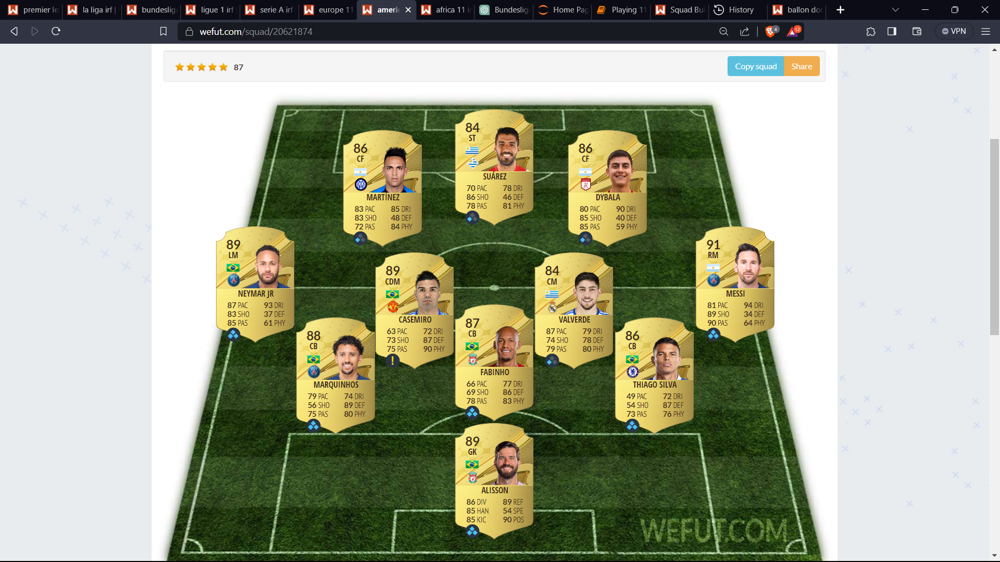 premier le
la liga irf |
bundeslig
ligue 1 irf
serie A irf
europe 11
americ
africa 11 i
Bundeslig
Home Pag
Playing 11
Squad Bui
History
ballon dor
wefut.com/squad/20621874
4
12
VPN
87
Copy squad
Share
84
ST
SUÁREZ
70 PAC 78 DRI
86 SHO 46 DEF
78 PAS 81 PHY
86
CF
MARTÍNEZ
83 PAC 85 DRI
83 SHO 48 DEF
72 PAS 84 PHY
86
CF
DYBALA
80 PAC 90 DRI
85 SHO 40 DEF
85 PAS 59 PHY
89
LM
NEYMAR JR
87 PAC 93 DRI
83 SHO 37 DEF
85 PAS 61 PHY
91
RM
MESSI
81 PAC 94 DRI
89 SHO 34 DEF
90 PAS 64 PHY
89
CDM
CASEMIRO
63 PAC 72 DRI
73 SHO 87 DEF
75 PAS 90 PHY
!
84
CM
VALVERDE
87 PAC 79 DRI
74 SHO 78 DEF
79 PAS 80 PHY
87
CB
FABINHO
66 PAC 77 DRI
69 SHO 86 DEF
78 PAS 83 PHY
88
CB
MARQUINHOS
79 PAC 74 DRI
56 SHO 89 DEF
75 PAS 80 PHY
86
CB
THIAGO SILVA
49 PAC 72 DRI
54 SHO 87 DEF
73 PAS 76 PHY
89
GK
ALISSON
86 DIV 89 REF
85 HAN 54 SPE
85 KIC 90 POS
WEFUT.COM